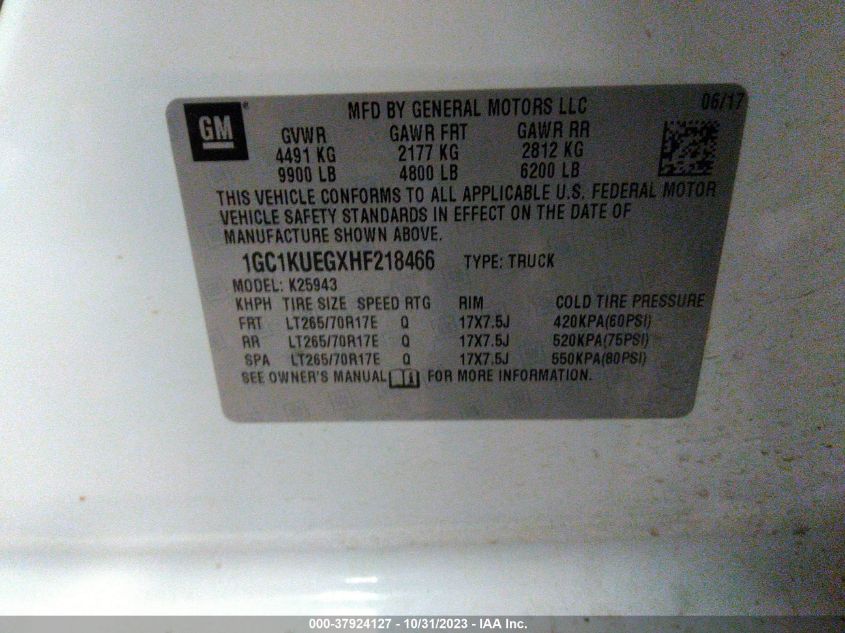 GM ®
MFD BY GENERAL MOTORS LLC 06/17
GVWR GAWR FRT GAWR RR
4491 KG 2177 KG 2812 KG
9900 LB 4800 LB 6200 LB
THIS VEHICLE CONFORMS TO ALL APPLICABLE U.S. FEDERAL MOTOR
VEHICLE SAFETY STANDARDS IN EFFECT ON THE DATE OF
MANUFACTURE SHOWN ABOVE.
1GC1KUEGXHF218466 TYPE: TRUCK
MODEL: K25943
KHPH TIRE SIZE SPEED RTG RIM COLD TIRE PRESSURE
FRT LT265/70R17E Q 17X7.5J 420KPA(60PSI)
RR LT265/70R17E Q 17X7.5J 520KPA(75PSI)
SPA LT265/70R17E Q 17X7.5J 550KPA(80PSI)
SEE OWNER'S MANUAL FOR MORE INFORMATION.
000-37924127 - 10/31/2023 - IAA Inc.